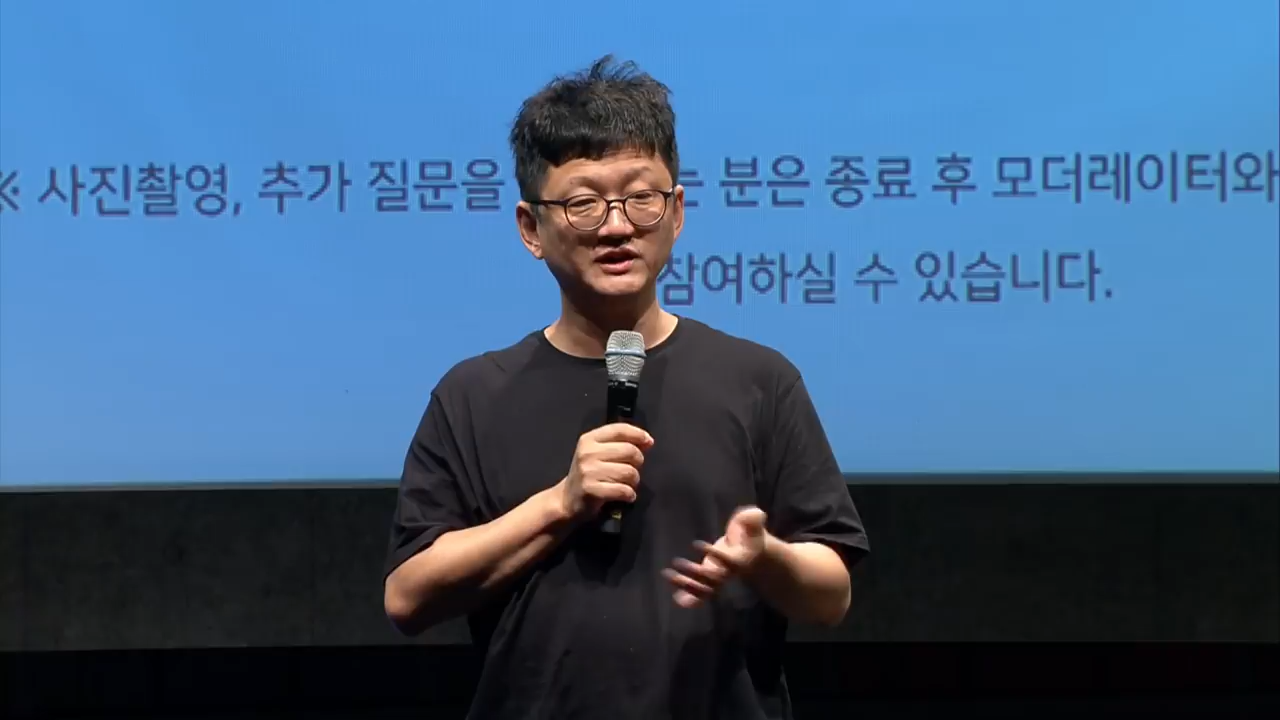 ※ 사진촬영, 추가 질문을 는 분은 종료 후 모더레이터와
참여하실 수 있습니다.